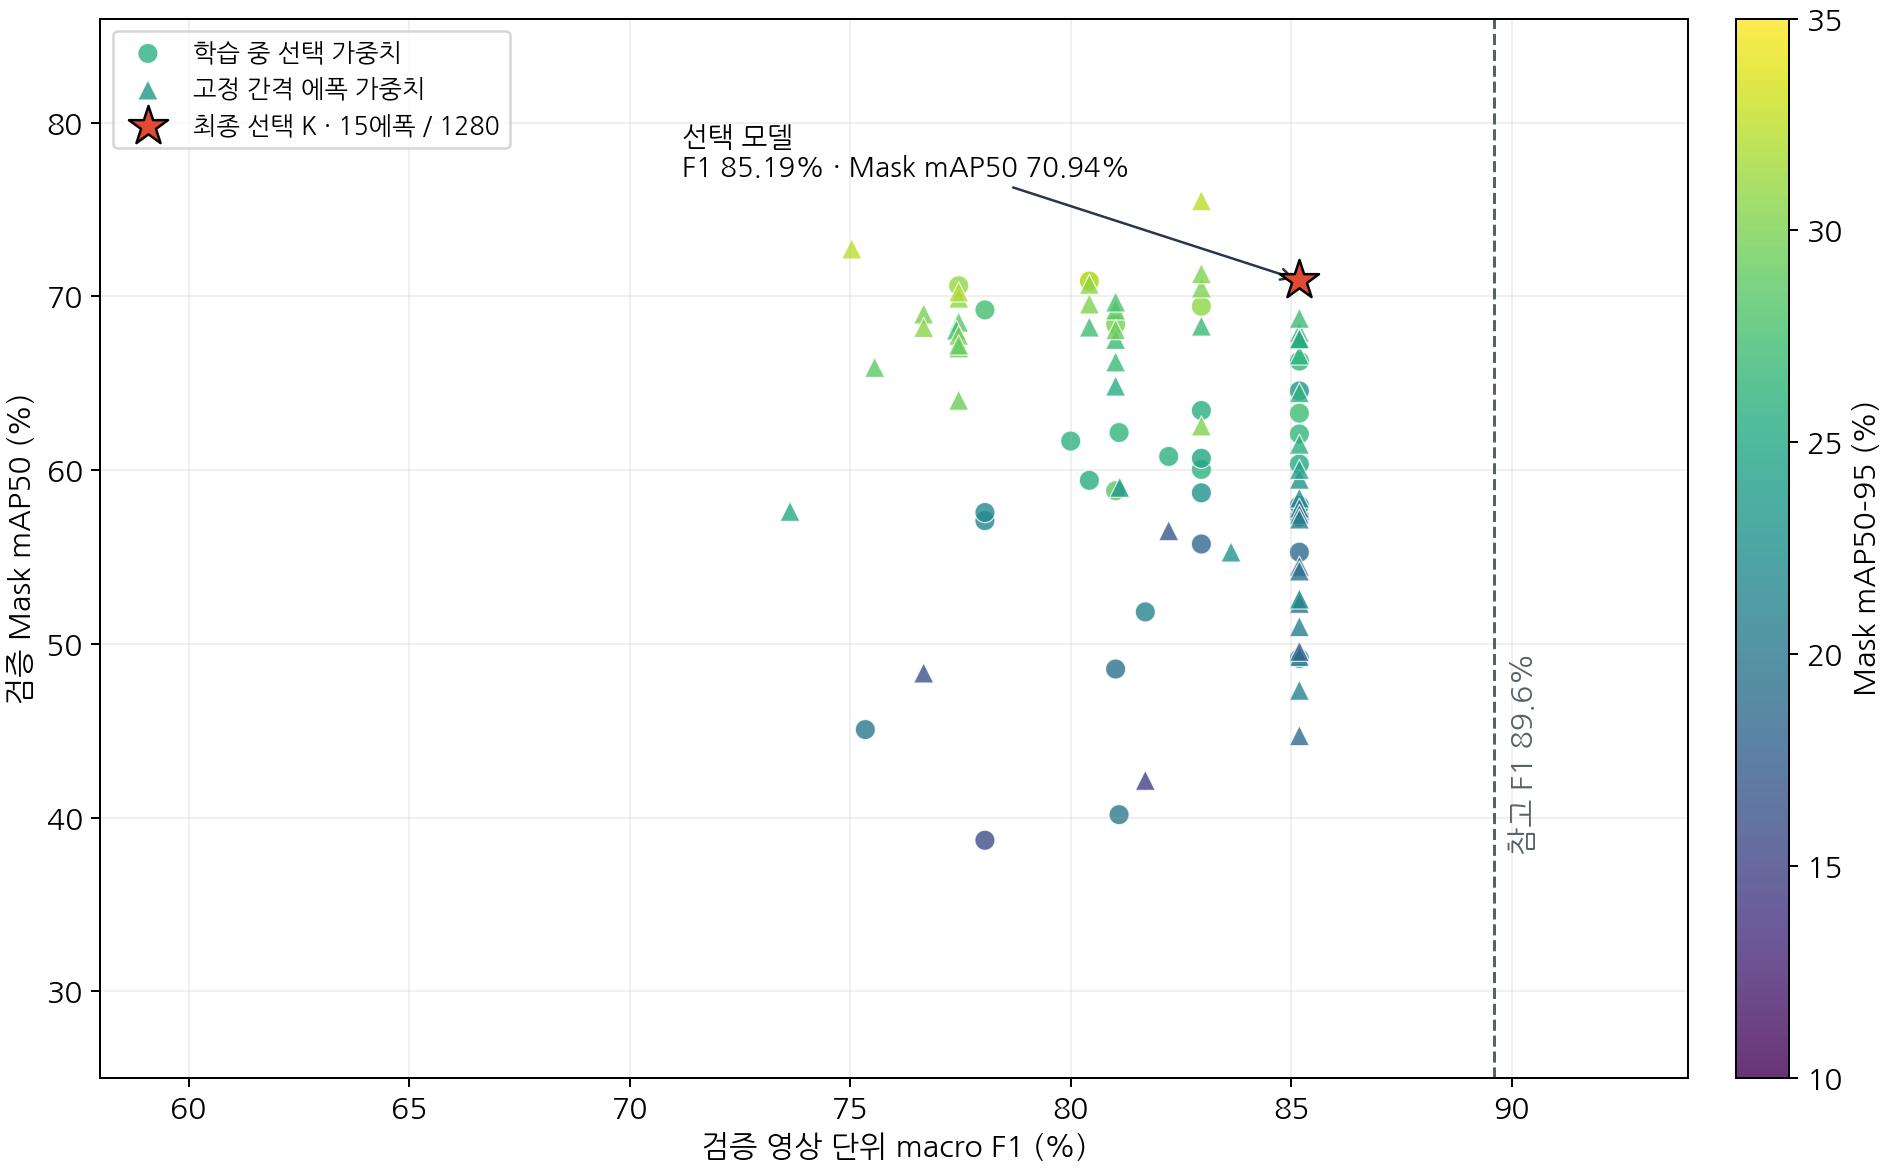 학습 중 선택 가중치
고정 간격 에폭 가중치
최종 선택 K · 15에폭 / 1280
선택 모델
F1 85.19% · Mask mAP50 70.94%
참고 F1 89.6%
검증 Mask mAP50 (%)
80
70
60
50
40
30
60
65
70
75
80
85
90
검증 영상 단위 macro F1 (%)
35
30
25
20
15
10
Mask mAP50-95 (%)